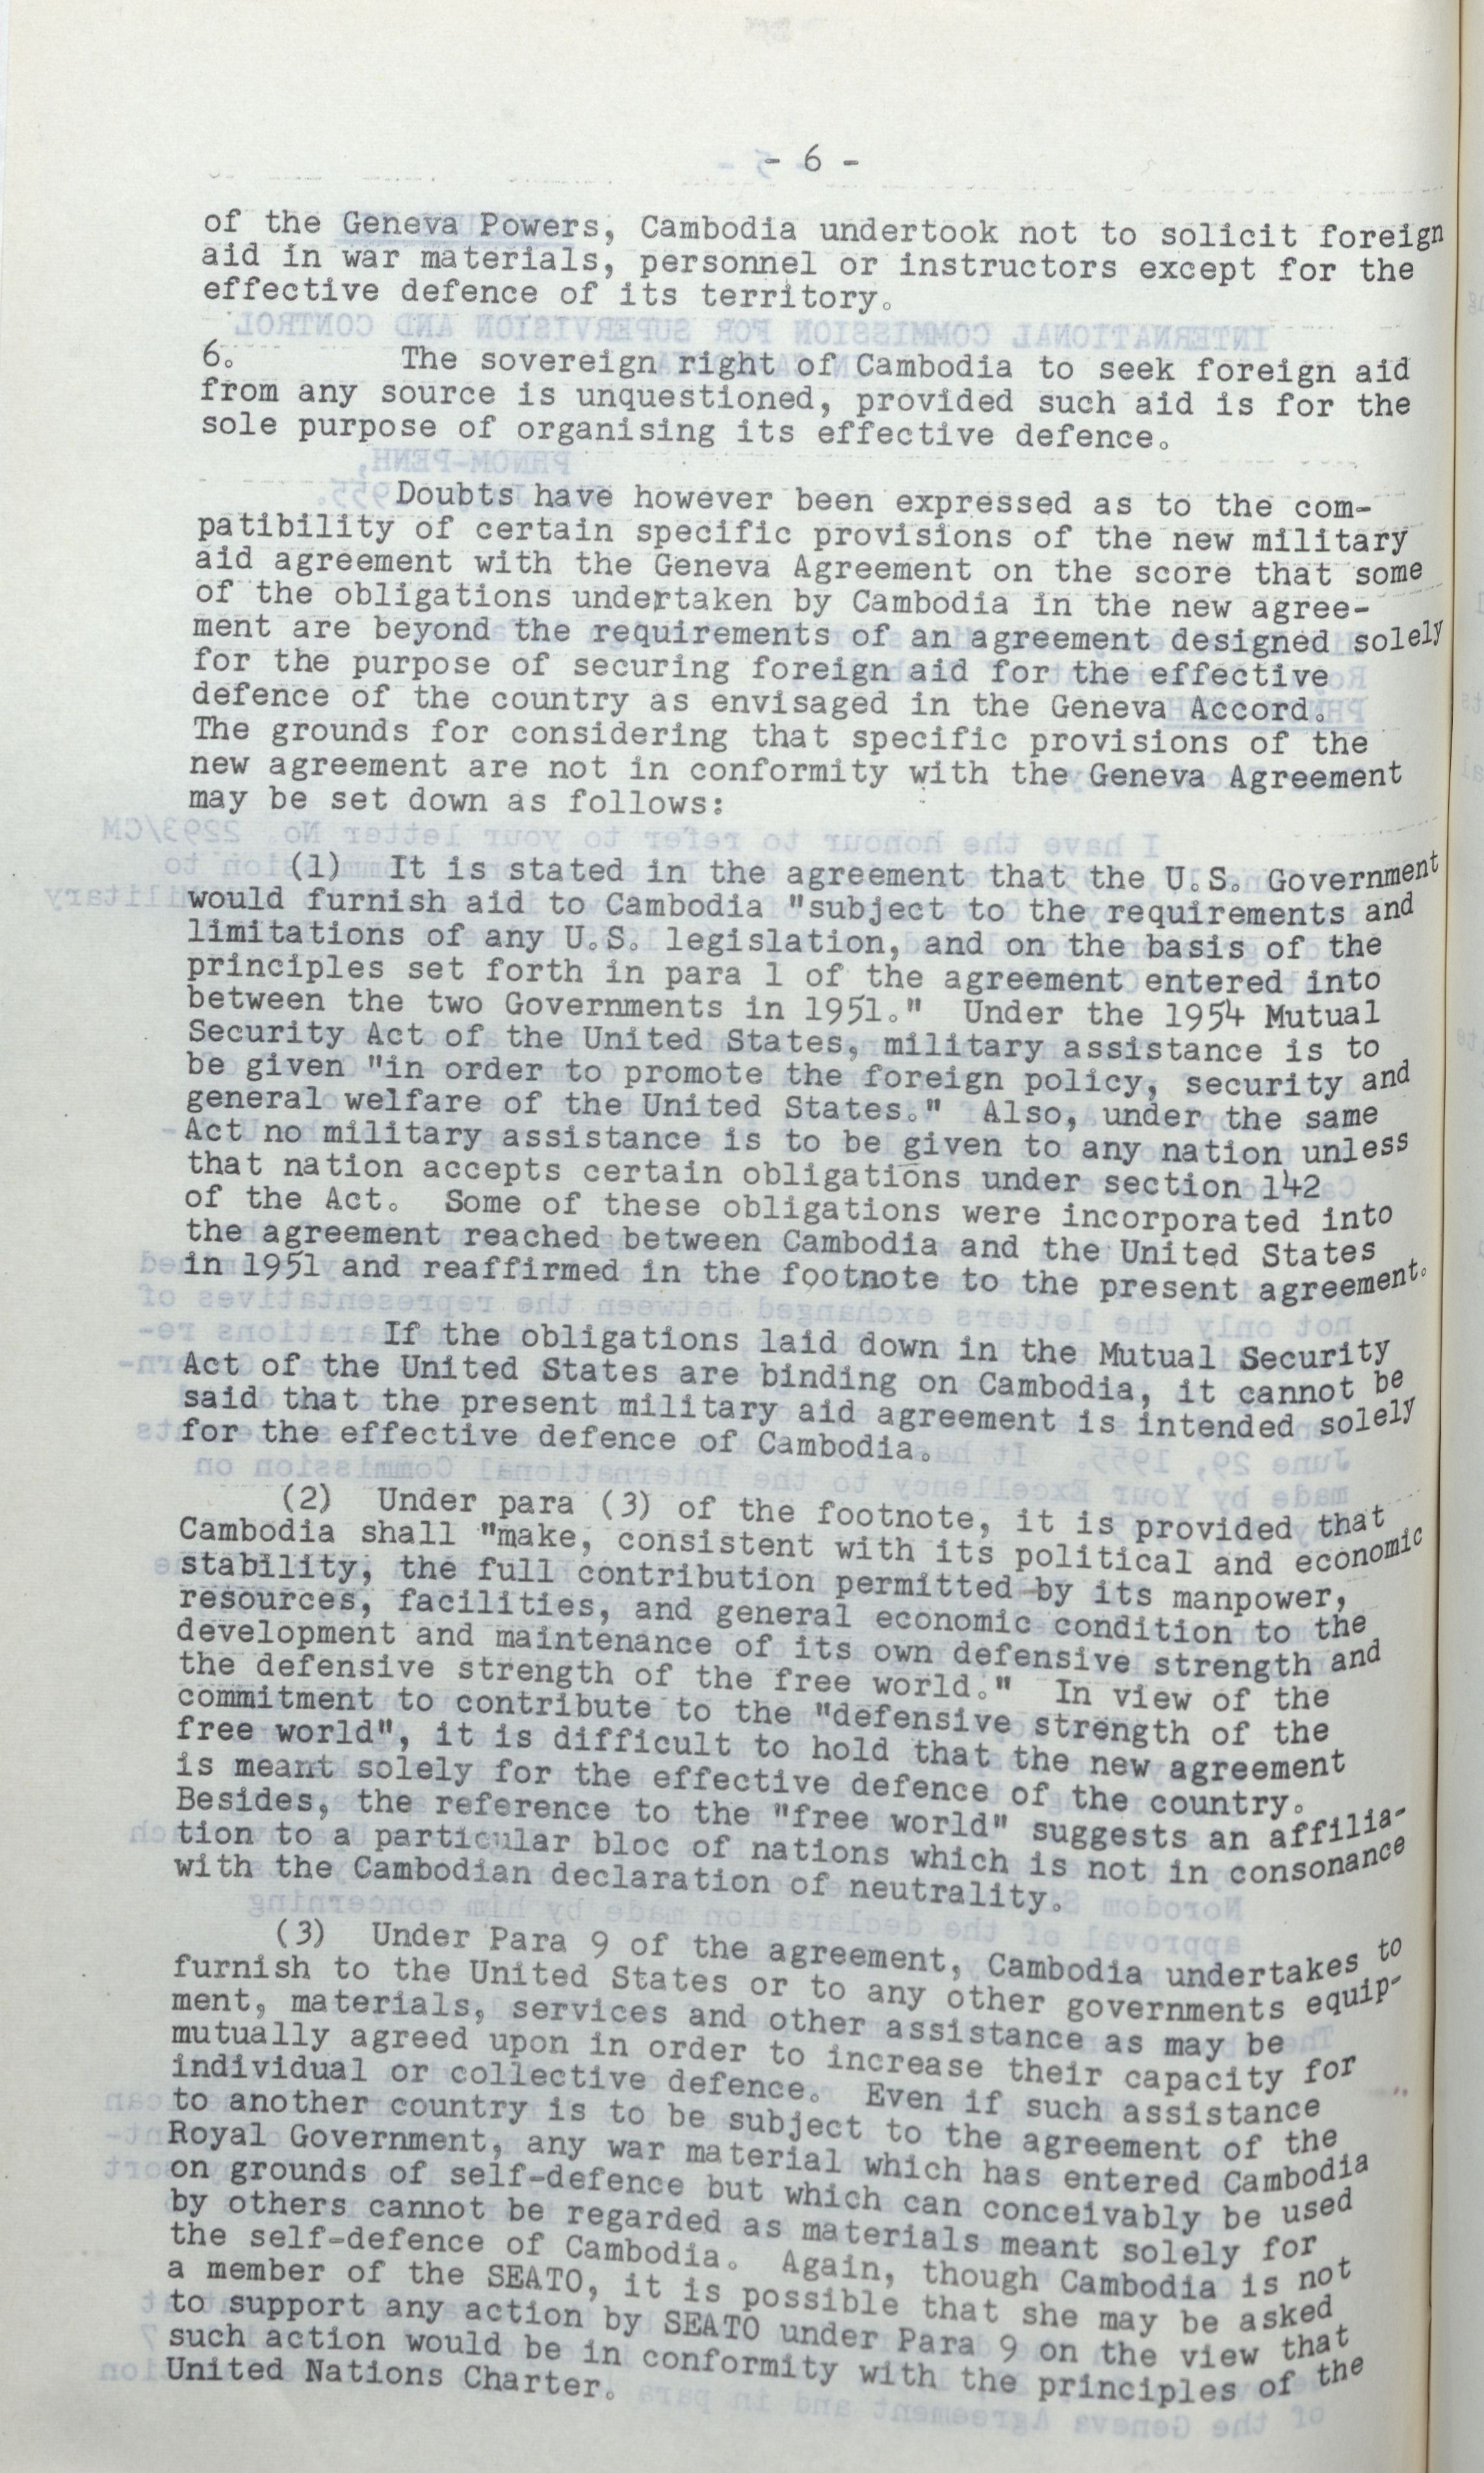 - 6 -
of the Geneva Powers, Cambodia undertook not to solicit foreign
aid in war materials, personnel or instructors except for the
effective defence of its territory.
6. The sovereign right of Cambodia to seek foreign aid
from any source is unquestioned, provided such aid is for the
sole purpose of organising its effective defence.
Doubts have however been expressed as to the com-
patibility of certain specific provisions of the new military
aid agreement with the Geneva Agreement on the score that some
of the obligations undertaken by Cambodia in the new agree-
ment are beyond the requirements of an agreement designed solely
for the purpose of securing foreign aid for the effective
defence of the country as envisaged in the Geneva Accord.
The grounds for considering that specific provisions of the
new agreement are not in conformity with the Geneva Agreement
may be set down as follows:
(1) It is stated in the agreement that the U.S. Government
would furnish aid to Cambodia "subject to the requirements and
limitations of any U.S. legislation, and on the basis of the
principles set forth in para 1 of the agreement entered into
between the two Governments in 1951." Under the 1954 Mutual
Security Act of the United States, military assistance is to
be given "in order to promote the foreign policy, security and
general welfare of the United States." Also, under the same
Act no military assistance is to be given to any nation unless
that nation accepts certain obligations under section 142
of the Act. Some of these obligations were incorporated into
the agreement reached between Cambodia and the United States
in 1951 and reaffirmed in the footnote to the present agreement.
If the obligations laid down in the Mutual Security
Act of the United States are binding on Cambodia, it cannot be
said that the present military aid agreement is intended solely
for the effective defence of Cambodia.
(2) Under para (3) of the footnote, it is provided that
Cambodia shall "make, consistent with its political and economic
stability, the full contribution permitted by its manpower,
resources, facilities, and general economic condition to the
development and maintenance of its own defensive strength and
the defensive strength of the free world." In view of the
commitment to contribute to the "defensive strength of the
free world", it is difficult to hold that the new agreement
is meant solely for the effective defence of the country.
Besides, the reference to the "free world" suggests an affilia-
tion to a particular bloc of nations which is not in consonance
with the Cambodian declaration of neutrality.
(3) Under Para 9 of the agreement, Cambodia undertakes to
furnish to the United States or to any other governments equip-
ment, materials, services and other assistance as may be
mutually agreed upon in order to increase their capacity for
individual or collective defence. Even if such assistance
to another country is to be subject to the agreement of the
Royal Government, any war material which has entered Cambodia
on grounds of self-defence but which can conceivably be used
by others cannot be regarded as materials meant solely for
the self-defence of Cambodia. Again, though Cambodia is not
a member of the SEATO, it is possible that she may be asked
to support any action by SEATO under Para 9 on the view that
such action would be in conformity with the principles of the
United Nations Charter.